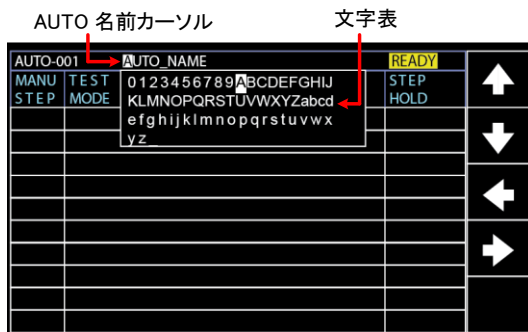 AUTO 名前カーソル
文字表
AUTO-001
AUTO_NAME
READY
MANU STEP
TEST MODE
0123456789ABCDEFGHIJ
KLMNOPQRSTUVWXYZabcd
efghijklmnopqrstuvwx
yz_
STEP HOLD